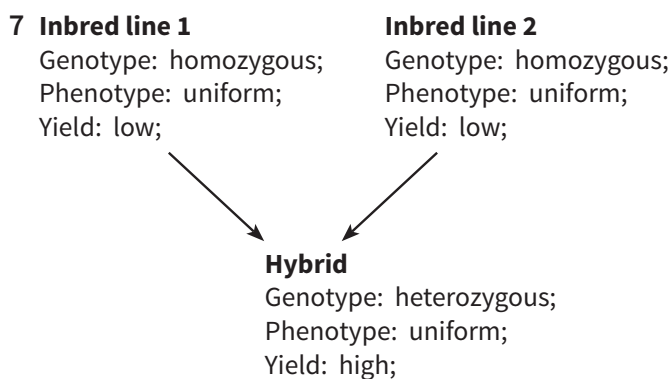 7 Inbred line 1
Genotype: homozygous;
Phenotype: uniform;
Yield: low;
Inbred line 2
Genotype: homozygous;
Phenotype: uniform;
Yield: low;
Hybrid
Genotype: heterozygous;
Phenotype: uniform;
Yield: high;